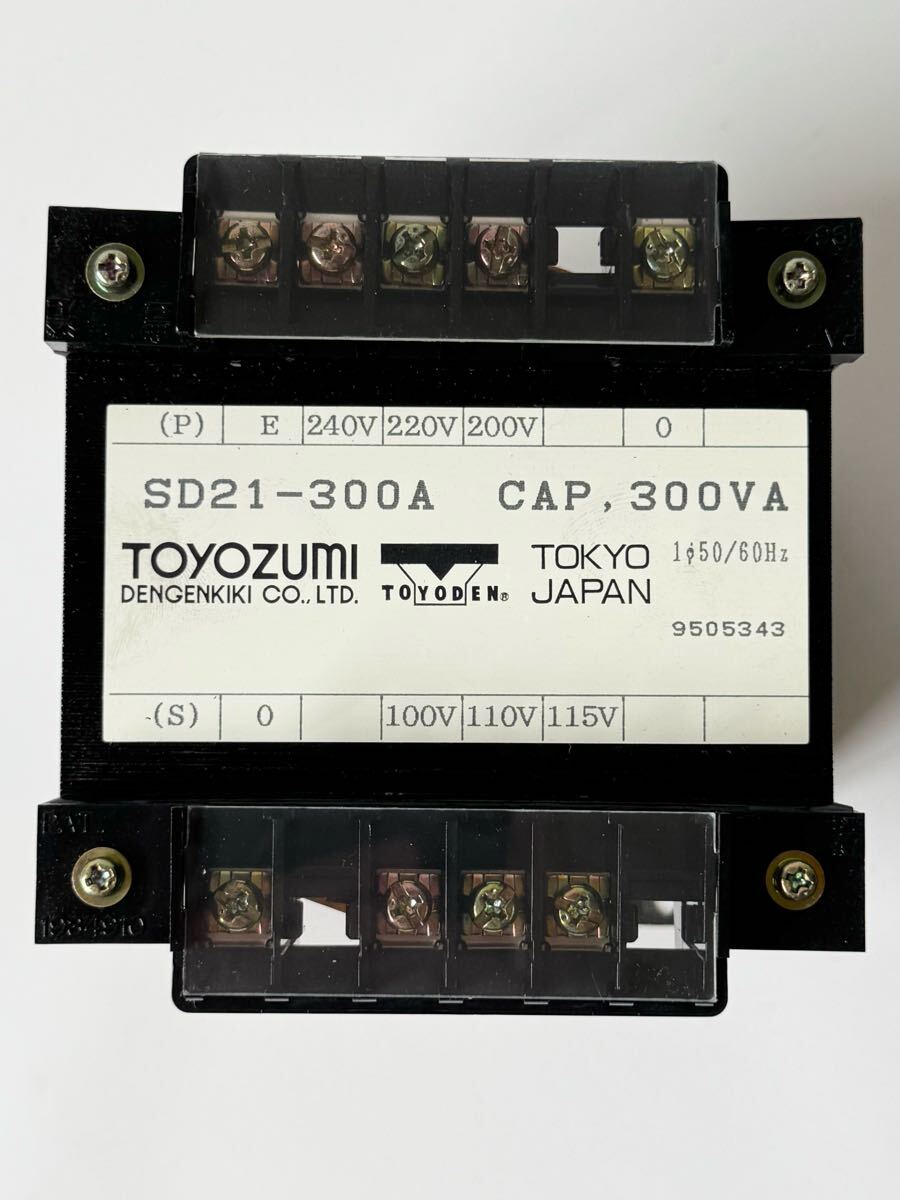 (P) E 240V 220V 200V 0
SD21-300A CAP, 300VA
TOYOZUMI
DENGENKIKI CO., LTD.
TOYODEN®
TOKYO
JAPAN
1φ50/60Hz
9505343
(S) 0 100V 110V 115V
PAT.